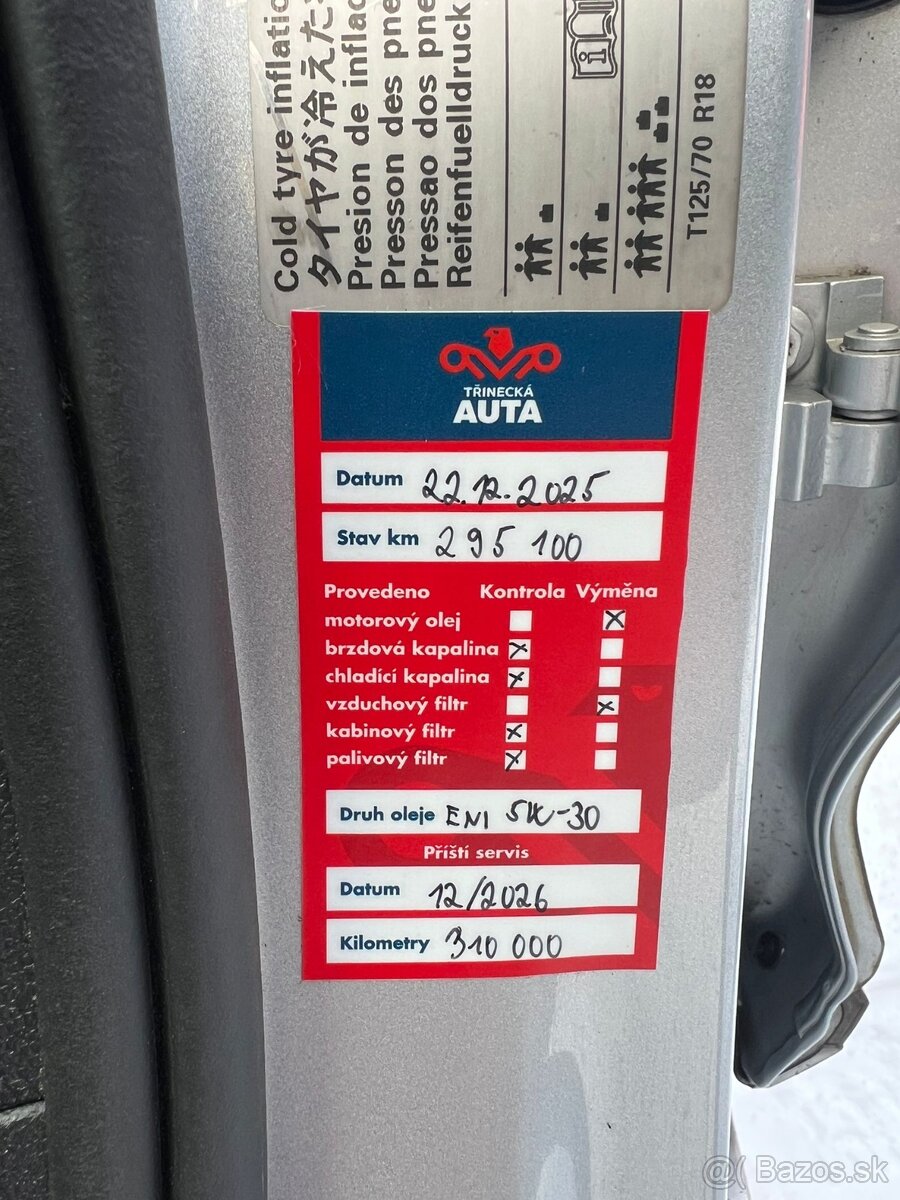 Cold tyre inflatio
タイヤが冷えた
Presion de inflac
Presson des pne
Pressao dos pne
Reifenfuelldruck
T125/70 R18
TŘINECKÁ
AUTA
Datum 22.12.2025
Stav km 295 100
Provedeno Kontrola Výměna
motorový olej
brzdová kapalina
chladící kapalina
vzduchový filtr
kabinový filtr
palivový filtr
Druh oleje ENI 5W-30
Příští servis
Datum 12/2026
Kilometry 310 000
@( Bazos.sk